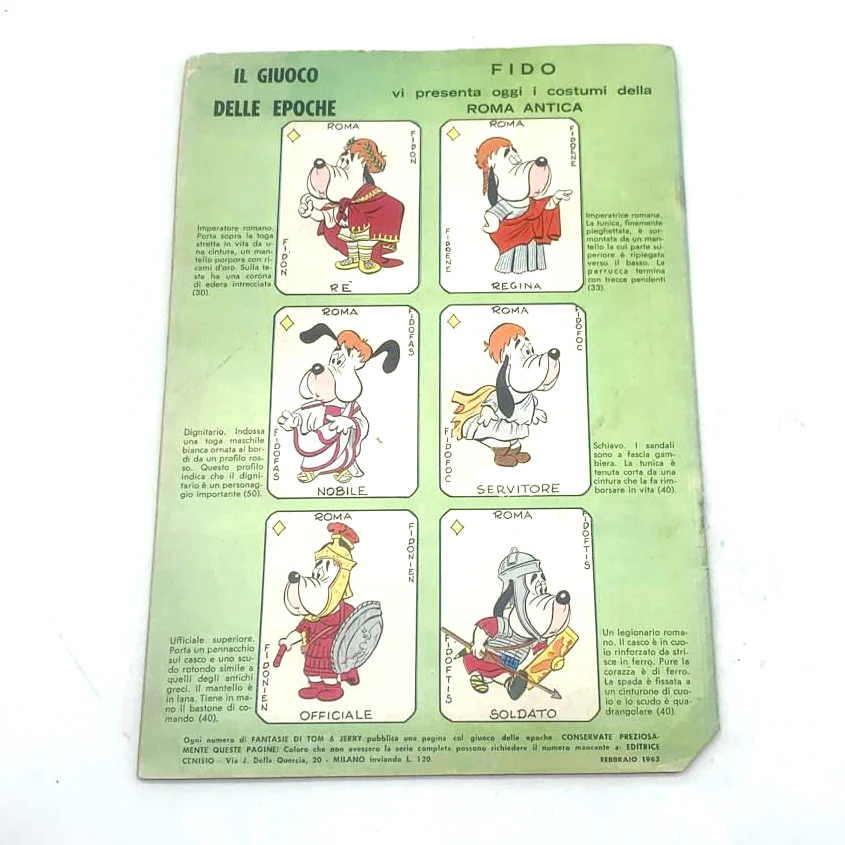 IL GIUOCO
DELLE EPOCHE
FIDO
vi presenta oggi i costumi della
ROMA ANTICA
ROMA
FIDON
FIDON
RE'
Imperatore romano.
Porta sopra la toga
stretta in vita da u-
na cintura, un man-
tello porpora con ri-
cami d'oro. Sulla te-
sta ha una corona
di edera intrecciata
(30).
ROMA
FIDOENE
FIDOENE
REGINA
Imperatrice romana.
La tunica, finemente
pieghettata, è sor-
montata da un man-
tello la cui parte su-
periore è ripiegata
verso il basso. La
parrucca termina
con trecce pendenti
(33).
ROMA
FIDOFAS
FIDOFAS
NOBILE
Dignitario. Indossa
una toga maschile
bianca ornata ai bor-
di da un profilo ros-
so. Questo profilo
indica che il digni-
tario è un personag-
gio importante (50).
ROMA
FIDOFOC
FIDOFOC
SERVITORE
Schiavo. I sandali
sono a fascia gam-
biera. La tunica è
tenuta corta da una
cintura che la fa rim-
borsare in vita (40).
ROMA
FIDONIEN
FIDONIEN
OFFICIALE
Ufficiale superiore.
Porta un pennacchio
sul casco e uno scu-
do rotondo simile a
quelli degli antichi
greci. Il mantello è
in lana. Tiene in ma-
no il bastone di co-
mando (40).
ROMA
FIDOFTIS
FIDOFTIS
SOLDATO
Un legionario roma-
no. Il casco è in cuo-
io rinforzato da stri-
sce in ferro. Pure la
corazza è di ferro.
La spada è fissata a
un cinturone di cuo-
io e lo scudo è qua-
drangolare (40).
Ogni numero di FANTASIE DI TOM & JERRY pubblica una pagina col giuoco delle epoche. CONSERVATE PREZIOSA-
MENTE QUESTE PAGINE! Coloro che non avessero la serie completa possono richiedere il numero mancante a: EDITRICE
CENISIO - Via J. Della Quercia, 20 - MILANO inviando L. 120.
FEBBRAIO 1963